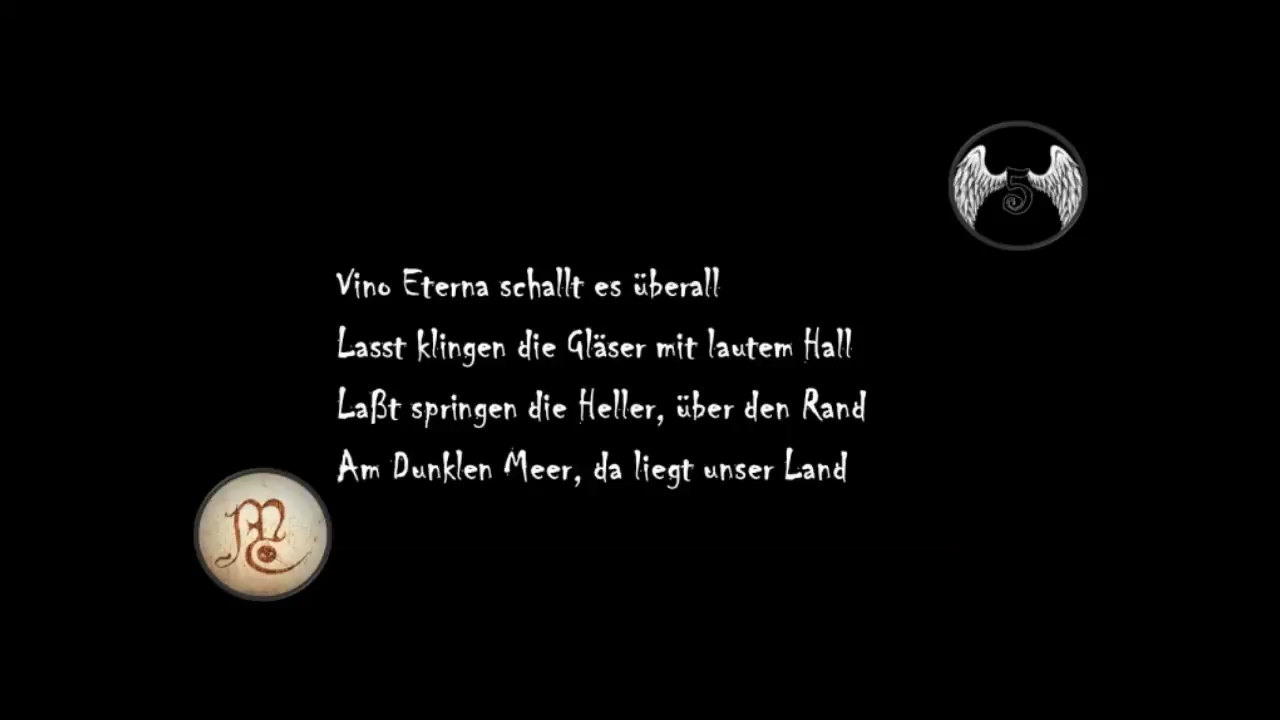 5
Vino Eterna schallt es überall
Lasst klingen die Gläser mit lautem Hall
Laßt springen die Heller, über den Rand
Am Dunklen Meer, da liegt unser Land